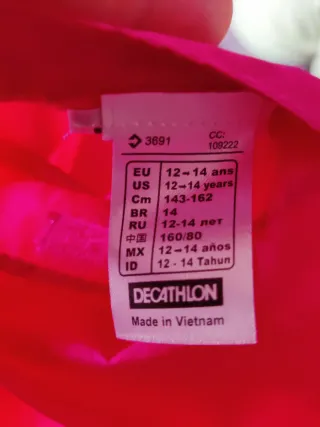 3691 CC: 109222
EU 12→14 ans
US 12→14 years
Cm 143-162
BR 14
RU 12-14 лет
中国 160/80
MX 12→14 años
ID 12 - 14 Tahun
DECATHLON
Made in Vietnam